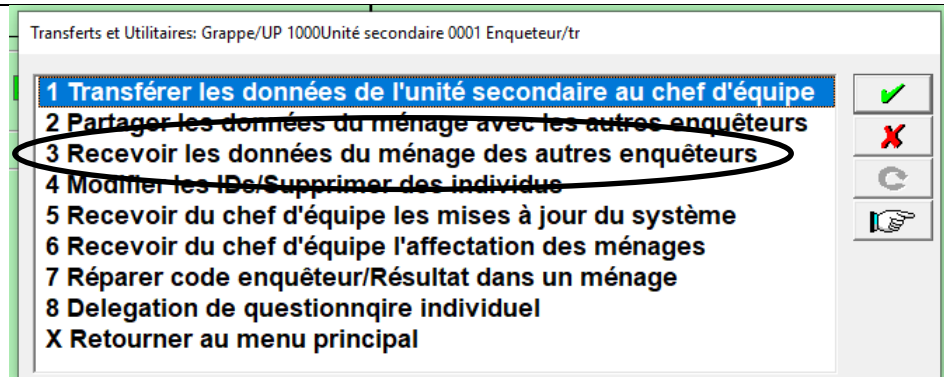 Transferts et Utilitaires: Grappe/UP 1000Unité secondaire 0001 Enqueteur/tr
1 Transférer les données de l'unité secondaire au chef d'équipe
2 Partager les données du ménage avec les autres enquêteurs
3 Recevoir les données du ménage des autres enquêteurs
4 Modifier les IDs/Supprimer des individus
5 Recevoir du chef d'équipe les mises à jour du système
6 Recevoir du chef d'équipe l'affectation des ménages
7 Réparer code enquêteur/Résultat dans un ménage
8 Delegation de questionnqire individuel
X Retourner au menu principal